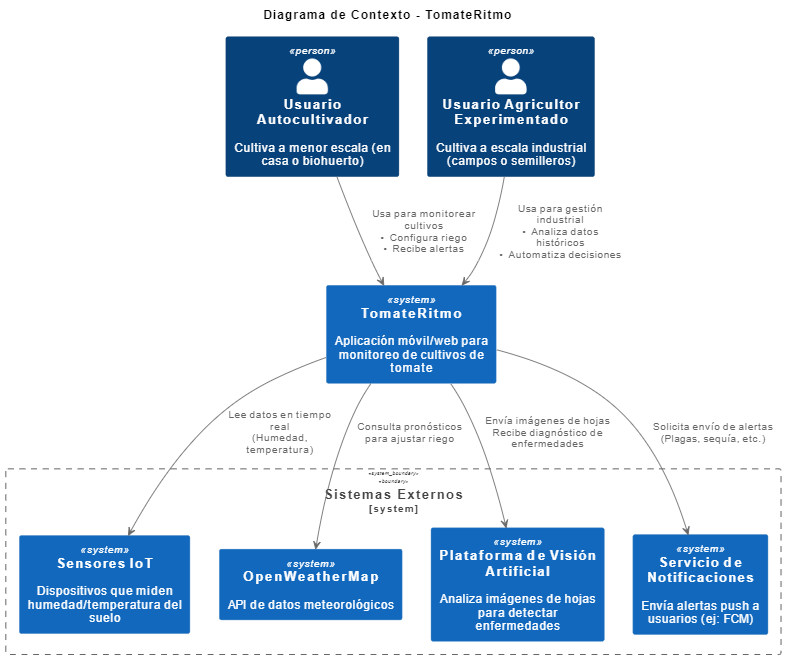 Diagrama de Contexto - TomateRitmo
«person»
Usuario
Autocultivador
Cultiva a menor escala (en
casa o biohuerto)
«person»
Usuario Agricultor
Experimentado
Cultiva a escala industrial
(campos o semilleros)
Usa para monitorear
cultivos
• Configura riego
• Recibe alertas
Usa para gestión
industrial
• Analiza datos
históricos
• Automatiza decisiones
«system»
TomateRitmo
Aplicación móvil/web para
monitoreo de cultivos de
tomate
Lee datos en tiempo
real
(Humedad,
temperatura)
Consulta pronósticos
para ajustar riego
Envía imágenes de hojas
Recibe diagnóstico de
enfermedades
Solicita envío de alertas
(Plagas, sequía, etc.)
«system_boundary»
«boundary»
Sistemas Externos
[system]
«system»
Sensores IoT
Dispositivos que miden
humedad/temperatura del
suelo
«system»
OpenWeatherMap
API de datos meteorológicos
«system»
Plataforma de Visión
Artificial
Analiza imágenes de hojas
para detectar
enfermedades
«system»
Servicio de
Notificaciones
Envía alertas push a
usuarios (ej: FCM)